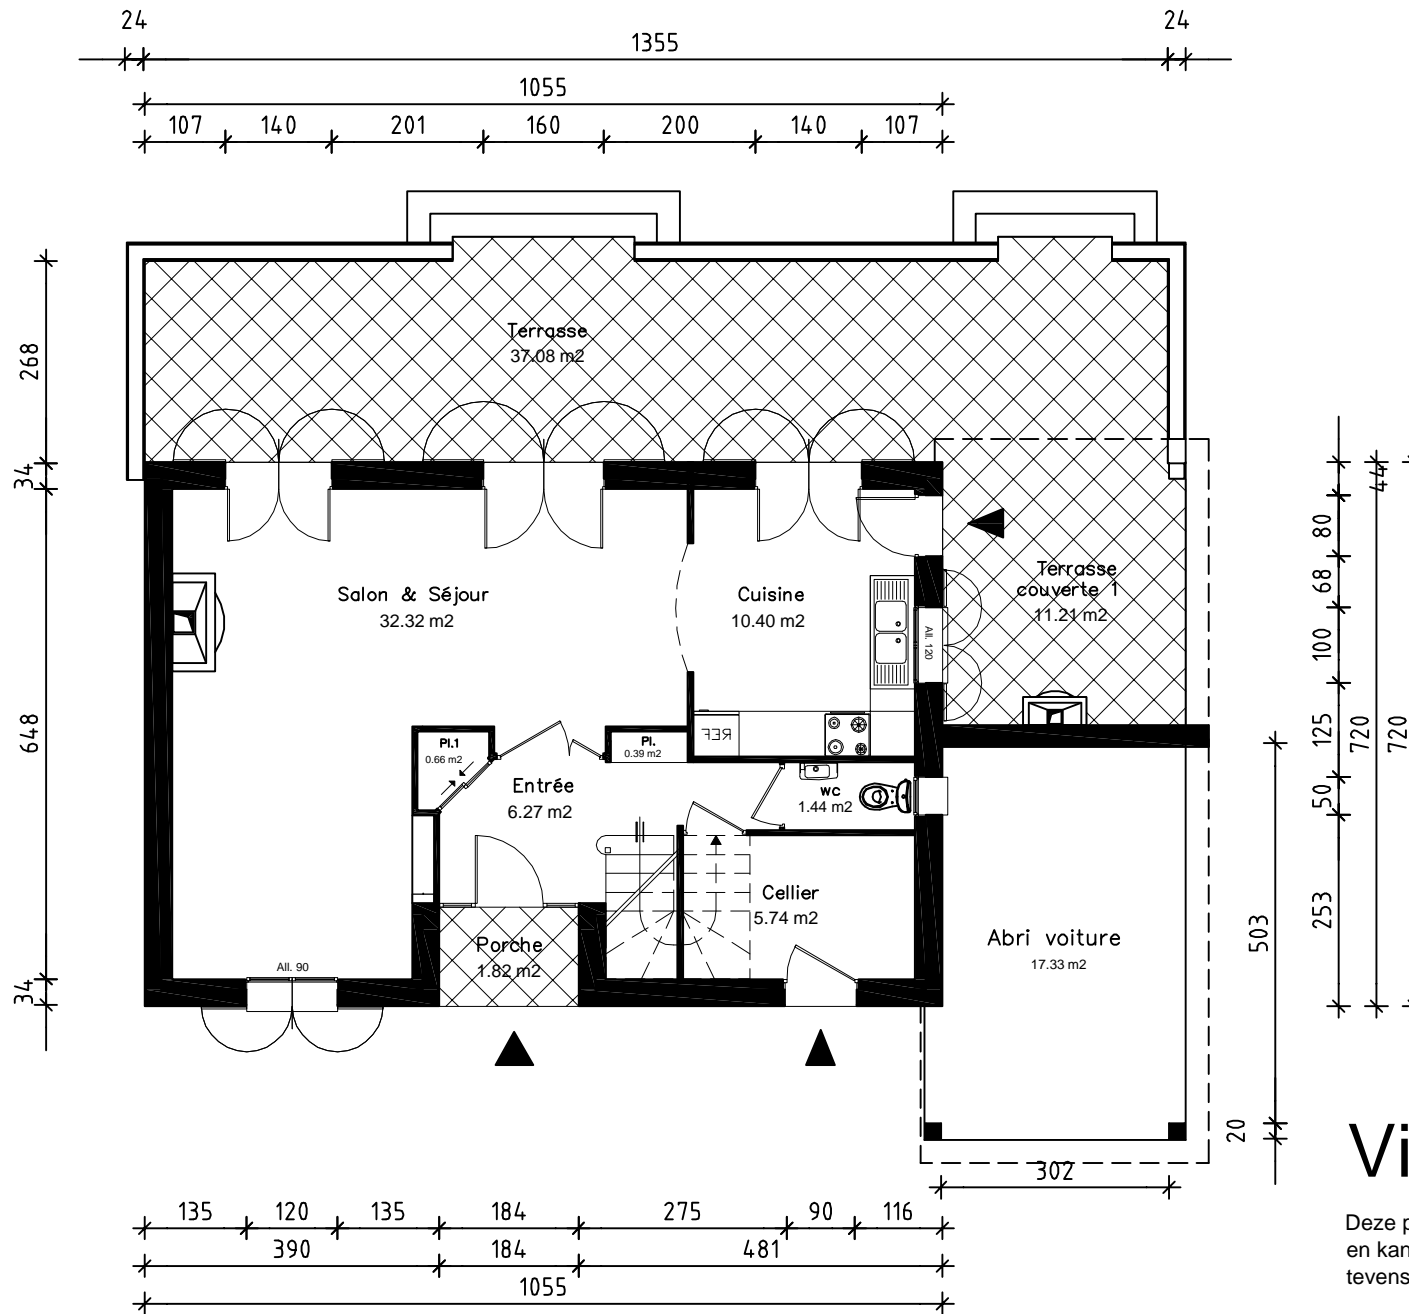 24
24
1355
1055
107 140 201 160 200 140 107
268
Terrasse
37.08 m2
34
44
80
Salon & Séjour
32.32 m2
Cuisine
10.40 m2
Terrasse
couverte 1
11.21 m2
68
All. 120
100
648
Pl.1
0.66 m2
Pl.
0.39 m2
REF
125
720
720
Entrée
6.27 m2
WC
1.44 m2
50
Cellier
5.74 m2
253
503
Porche
1.82 m2
Abri voiture
17.33 m2
All. 90
34
20
302
Vi
135 120 135 184 275 90 116
390 184 481
1055
Deze p
en kan
tevens